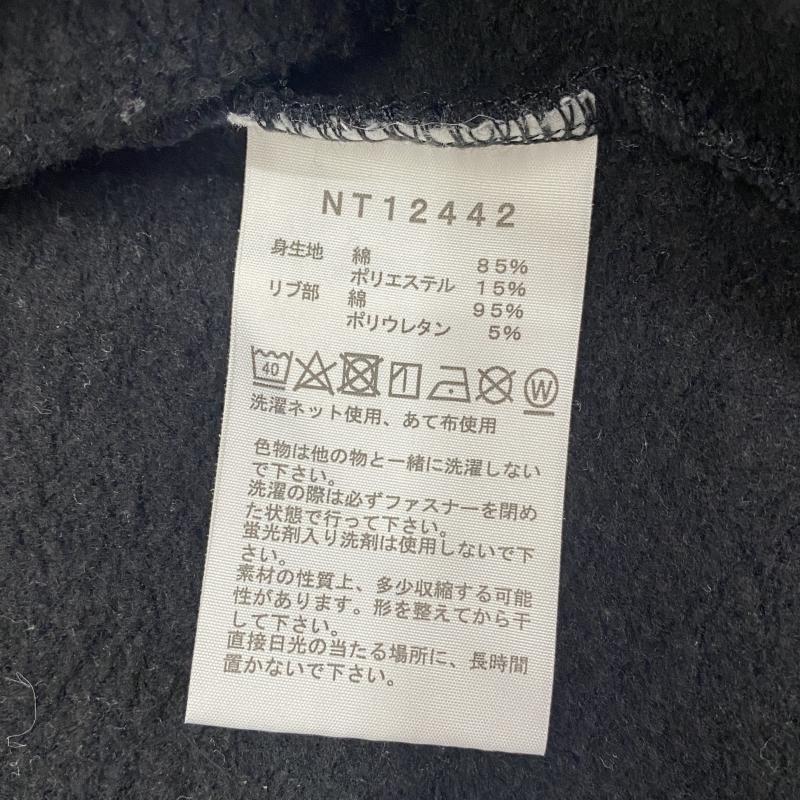 NT12442
身生地 綿 85%
ポリエステル 15%
リブ部 綿 95%
ポリウレタン 5%
40 W
洗濯ネット使用、あて布使用
色物は他の物と一緒に洗濯しない
で下さい。
洗濯の際は必ずファスナーを閉め
た状態で行って下さい。
蛍光剤入り洗剤は使用しないで下
さい。
素材の性質上、多少収縮する可能
性があります。形を整えてから干
して下さい。
直接日光の当たる場所に、長時間
置かないで下さい。